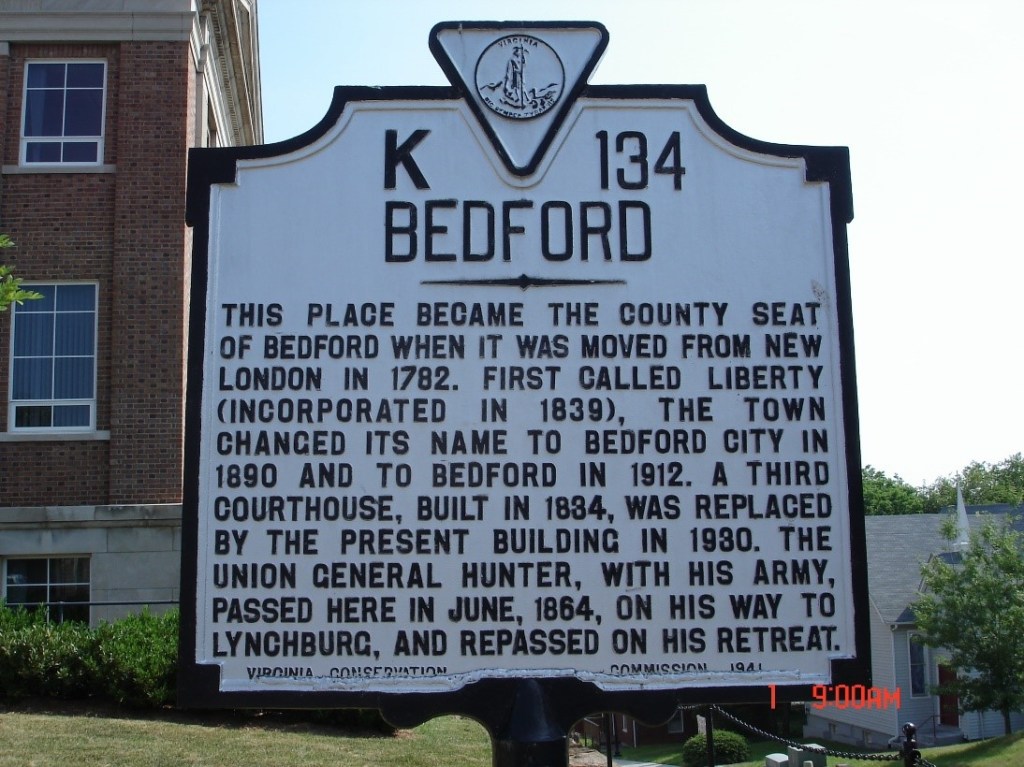 VIRGINIA
K 134
BEDFORD
THIS PLACE BECAME THE COUNTY SEAT
OF BEDFORD WHEN IT WAS MOVED FROM NEW
LONDON IN 1782. FIRST CALLED LIBERTY
(INCORPORATED IN 1839), THE TOWN
CHANGED ITS NAME TO BEDFORD CITY IN
1890 AND TO BEDFORD IN 1912. A THIRD
COURTHOUSE, BUILT IN 1834, WAS REPLACED
BY THE PRESENT BUILDING IN 1930. THE
UNION GENERAL HUNTER, WITH HIS ARMY,
PASSED HERE IN JUNE, 1864, ON HIS WAY TO
LYNCHBURG, AND REPASSED ON HIS RETREAT.
VIRGINIA CONSERVATION COMMISSION 1941
1 9:00AM